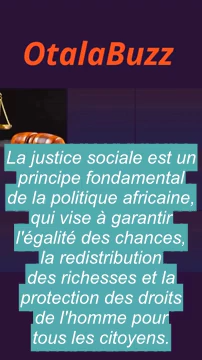 OtalaBuzz
La justice sociale est un
principe fondamental
de la politique africaine,
qui vise à garantir
l'égalité des chances,
la redistribution
des richesses et la
protection des droits
de l'homme pour
tous les citoyens.